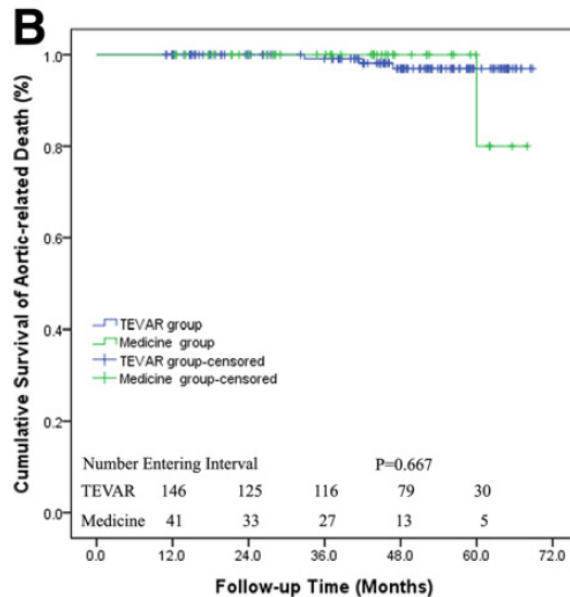 B
Cumulative Survival of Aortic-related Death (%)
1.0
0.8
0.6
0.4
0.2
0.0
TEVAR group
Medicine group
TEVAR group-censored
Medicine group-censored
Number Entering Interval P=0.667
TEVAR 146 125 116 79 30
Medicine 41 33 27 13 5
0.0 12.0 24.0 36.0 48.0 60.0 72.0
Follow-up Time (Months)